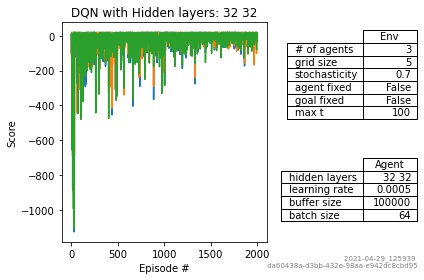 DQN with Hidden layers: 32 32
Score
0
−200
−400
−600
−800
−1000
0 500 1000 1500 2000
Episode #
Env
# of agents 3
grid size 5
stochasticity 0.7
agent fixed False
goal fixed False
max t 100
Agent
hidden layers 32 32
learning rate 0.0005
buffer size 100000
batch size 64
2021-04-29_125939
da60438a-d3bb-432e-98aa-e942dc8cbd95